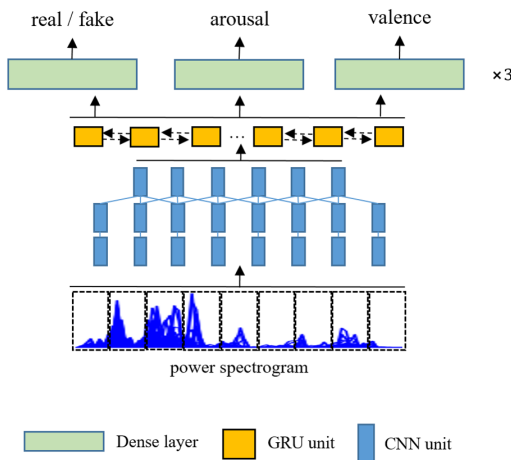 real / fake
arousal
valence
×3
...
power spectrogram
Dense layer
GRU unit
CNN unit